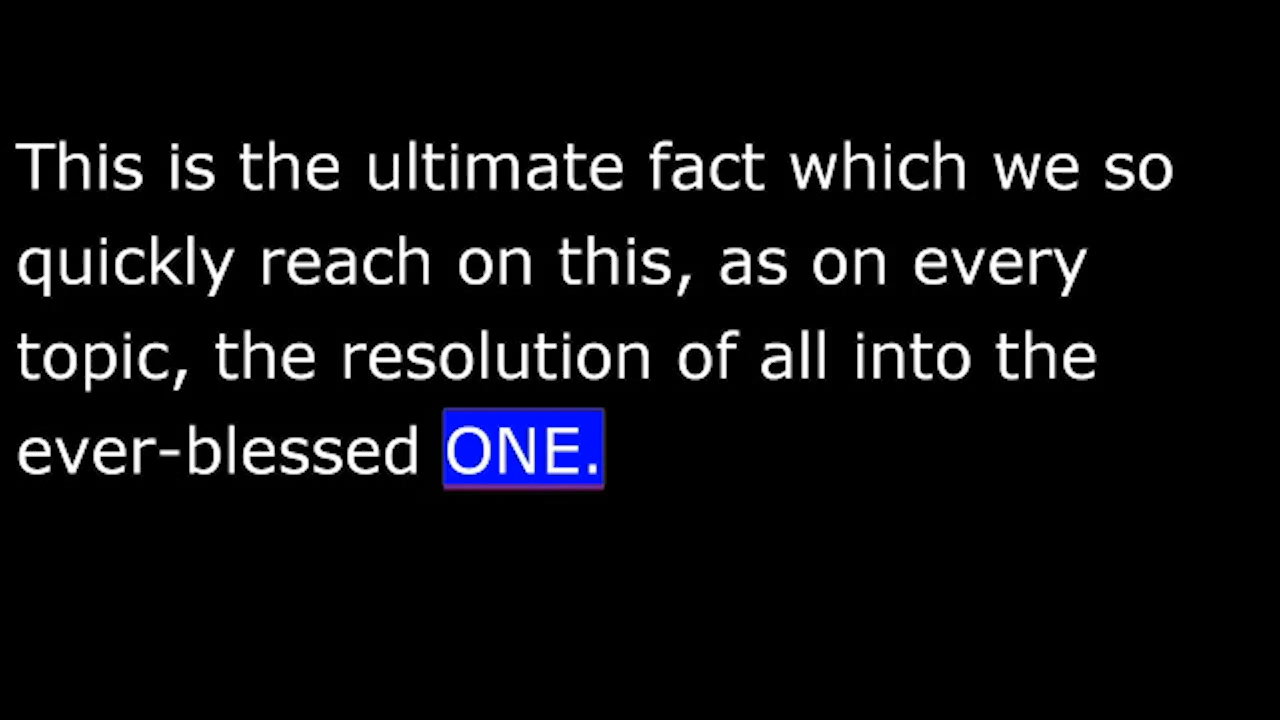 This is the ultimate fact which we so
quickly reach on this, as on every
topic, the resolution of all into the
ever-blessed ONE.